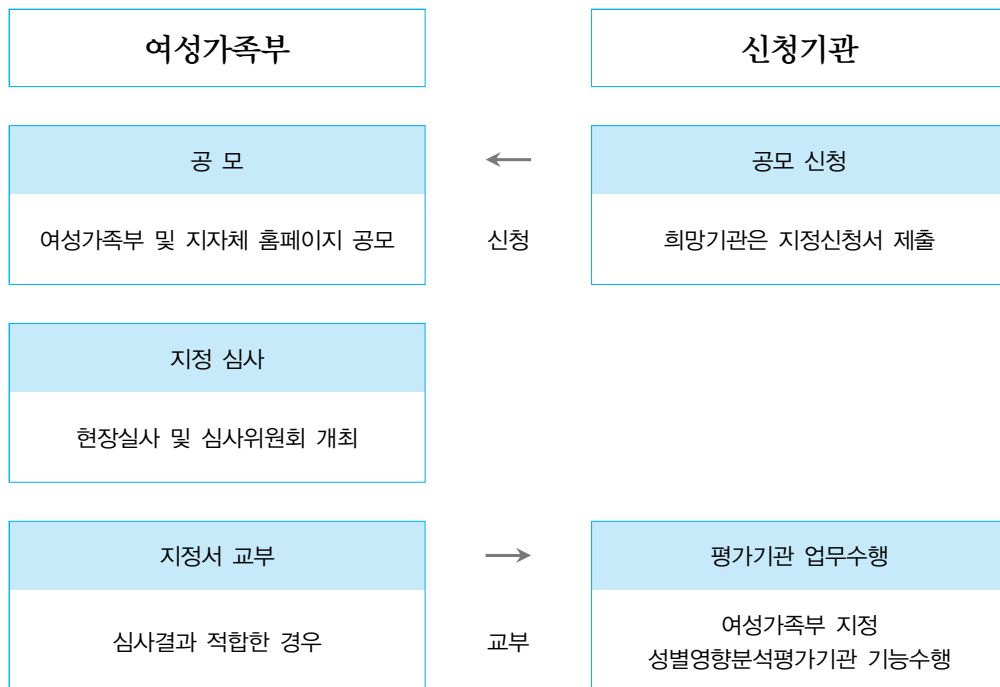 여성가족부
신청기관
공 모
공모 신청
여성가족부 및 지자체 홈페이지 공모
신청
희망기관은 지정신청서 제출
지정 심사
현장실사 및 심사위원회 개최
지정서 교부
평가기관 업무수행
심사결과 적합한 경우
교부
여성가족부 지정
성별영향분석평가기관 기능수행